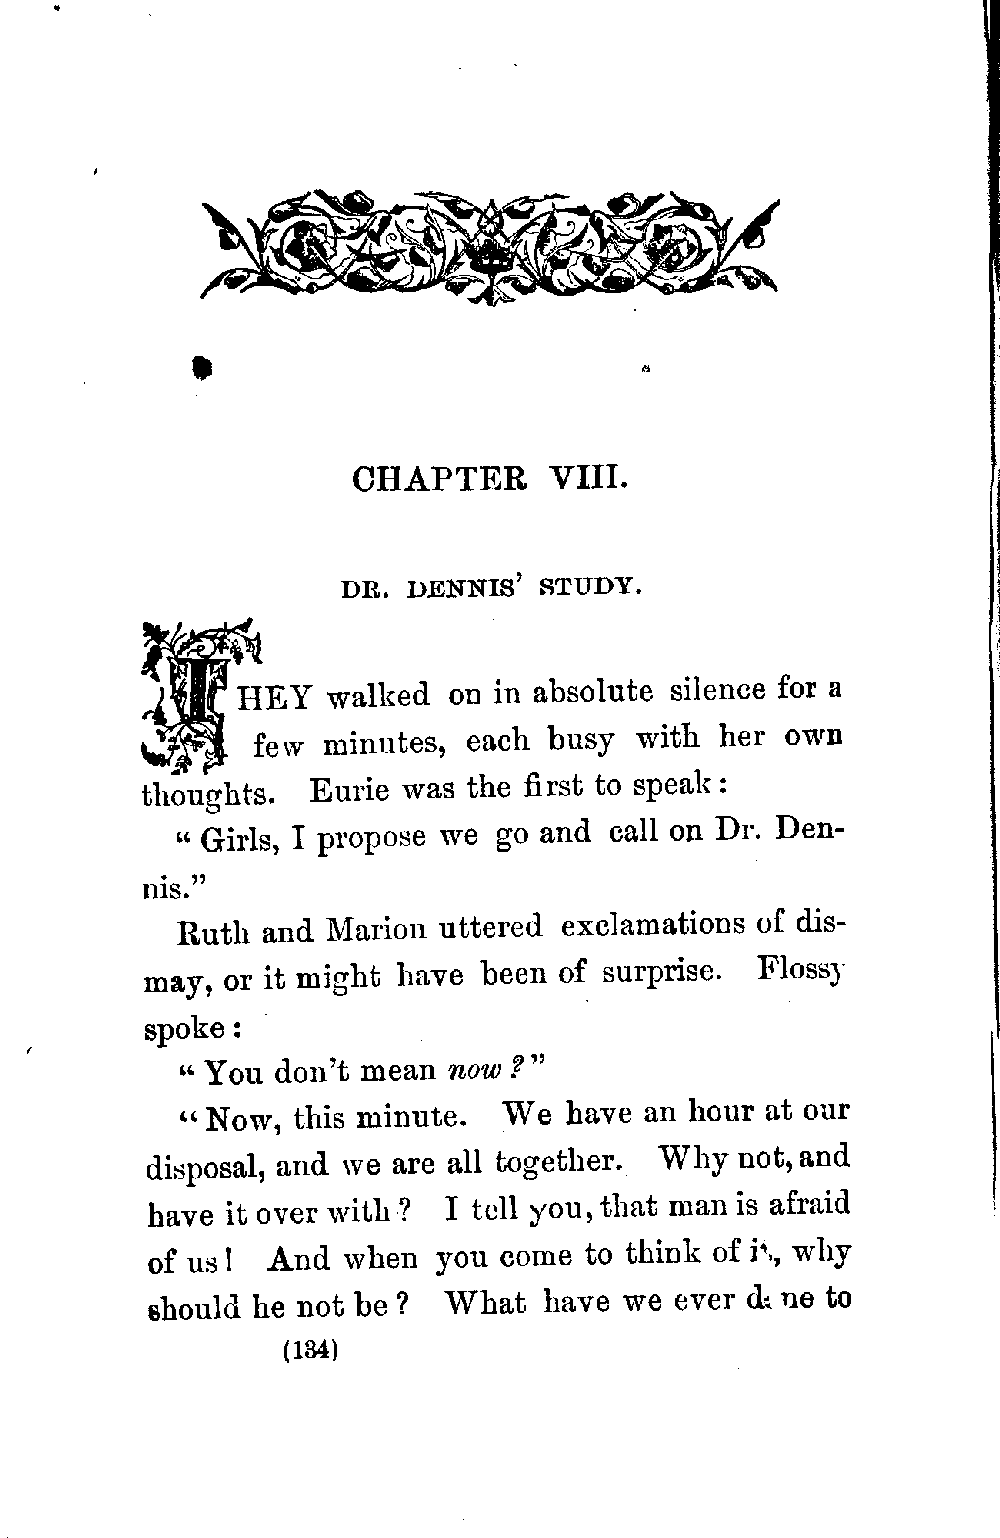 CHAPTER VIII.
DR. DENNIS' STUDY.
THEY walked on in absolute silence for a
few minutes, each busy with her own
thoughts. Eurie was the first to speak:
"Girls, I propose we go and call on Dr. Den-
nis."
Ruth and Marion uttered exclamations of dis-
may, or it might have been of surprise. Flossy
spoke:
"You don't mean now?"
"Now, this minute. We have an hour at our
disposal, and we are all together. Why not, and
have it over with? I tell you, that man is afraid
of us! And when you come to think of it, why
should he not be? What have we ever done to
(134)